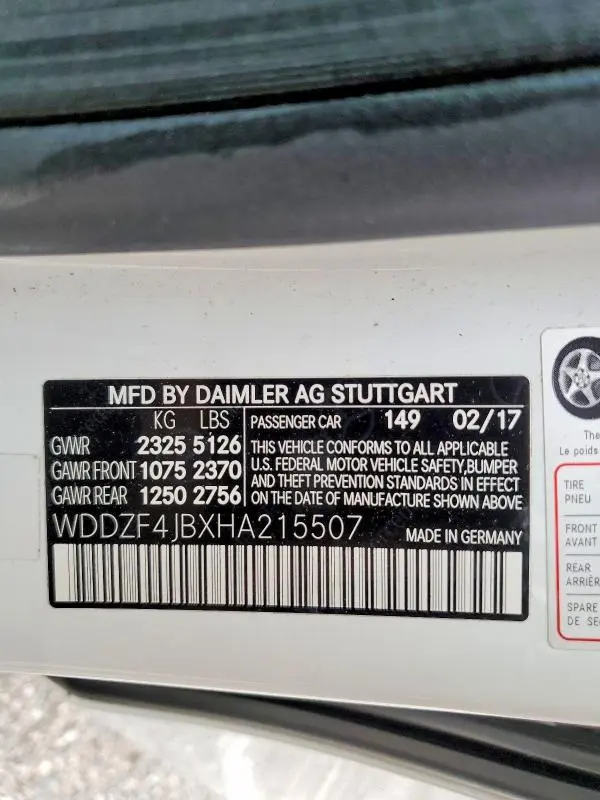 MFD BY DAIMLER AG STUTTGART
KG LBS
GVWR 2325 5126
GAWR FRONT 1075 2370
GAWR REAR 1250 2756
PASSENGER CAR 149 02/17
THIS VEHICLE CONFORMS TO ALL APPLICABLE
U.S. FEDERAL MOTOR VEHICLE SAFETY,BUMPER
AND THEFT PREVENTION STANDARDS IN EFFECT
ON THE DATE OF MANUFACTURE SHOWN ABOVE
WDDZF4JBXHA215507
MADE IN GERMANY
The
Le poids
TIRE
PNEU
FRONT
AVANT
REAR
SPARE
DE